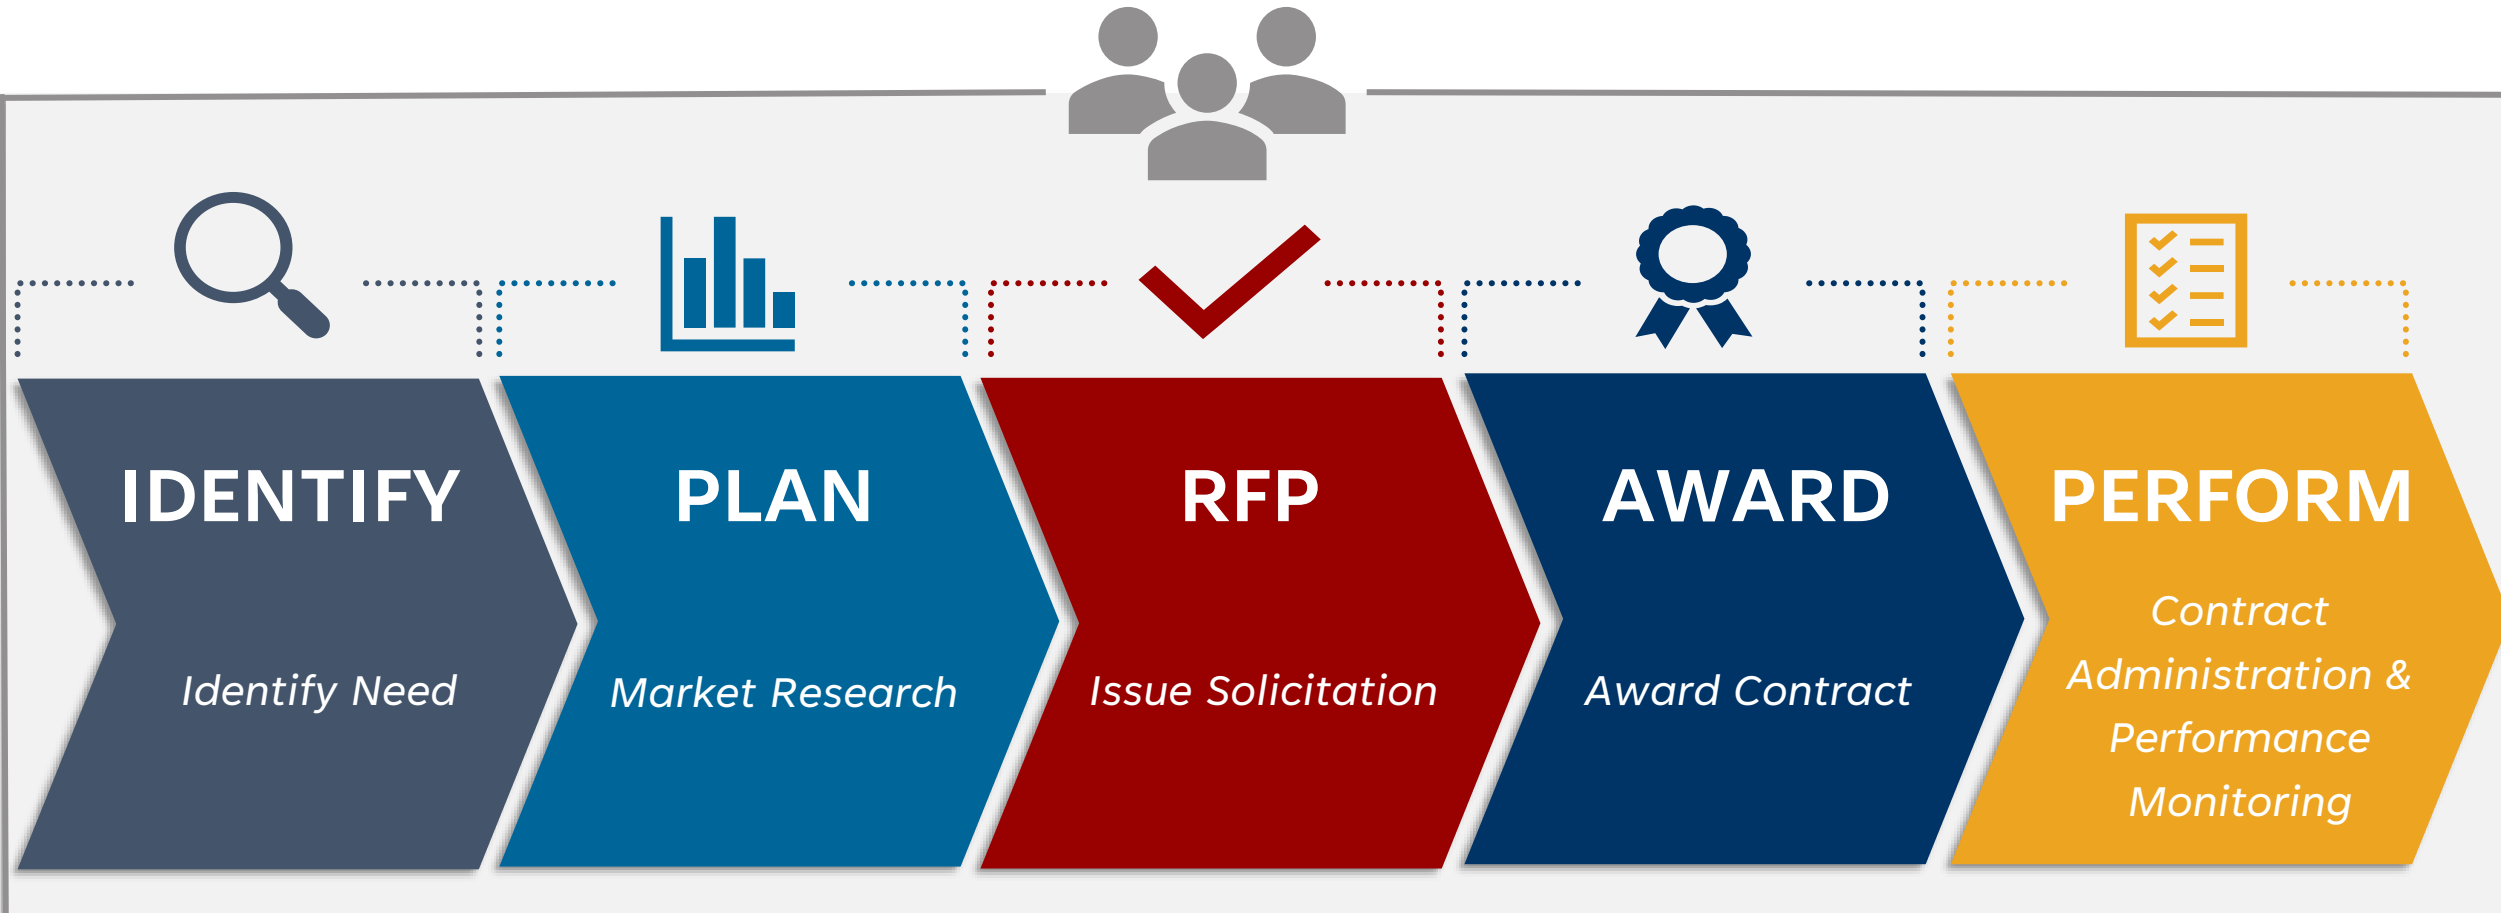 IDENTIFY
Identify Need
PLAN
Market Research
RFP
Issue Solicitation
AWARD
Award Contract
PERFORM
Contract
Administration &
Performance
Monitoring